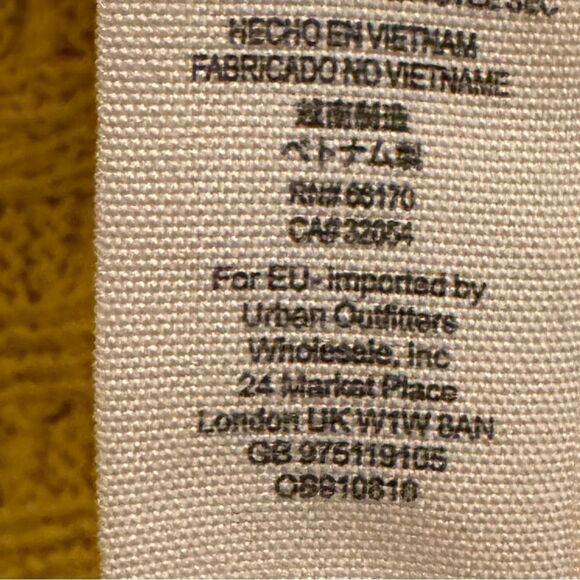 HECHO EN VIETNAM
FABRICADO NO VIETNAME
越南製造
ベトナム製
RN# 66170
CA# 32054
For EU- imported by
Urban Outfitters
Wholesale, Inc
24 Market Place
London UK W1W 8AN
GB 975119105
OS910810